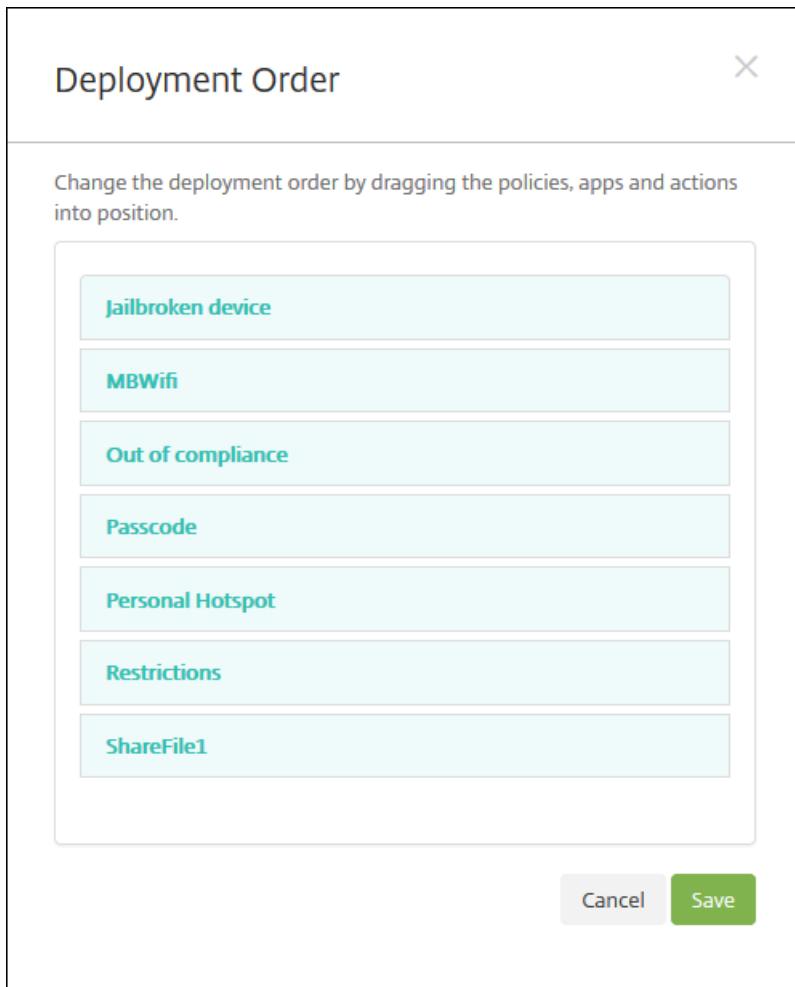 Deployment Order
Change the deployment order by dragging the policies, apps and actions
into position.
Jailbroken device
MBWifi
Out of compliance
Passcode
Personal Hotspot
Restrictions
ShareFile1
Cancel Save